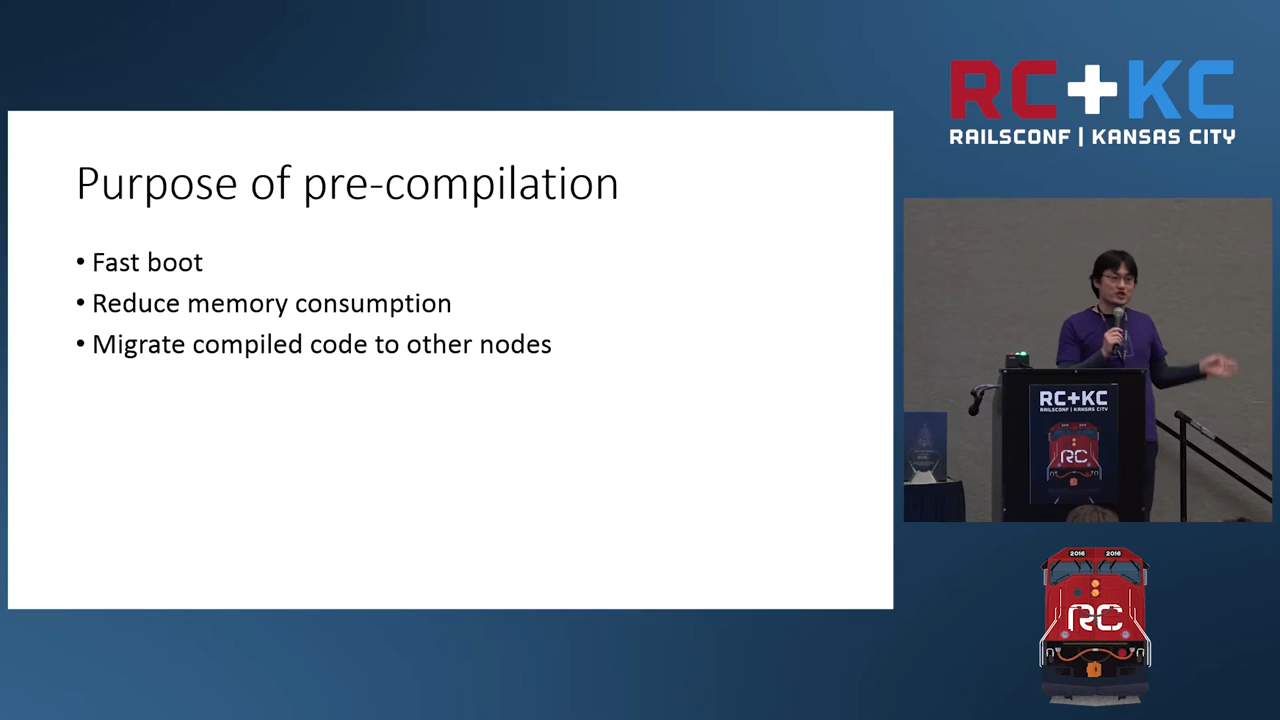 Purpose of pre-compilation
• Fast boot
• Reduce memory consumption
• Migrate compiled code to other nodes
RC+KC
RAILSCONF | KANSAS CITY
RC+KC
RAILSCONF | KANSAS CITY
RC
2016 2016
RC